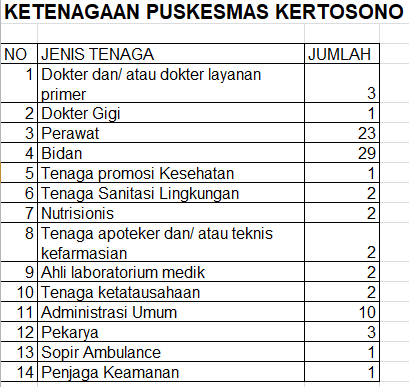 KETENAGAAN PUSKESMAS KERTOSONO
NO JENIS TENAGA JUMLAH
1 Dokter dan/ atau dokter layanan
primer 3
2 Dokter Gigi 1
3 Perawat 23
4 Bidan 29
5 Tenaga promosi Kesehatan 1
6 Tenaga Sanitasi Lingkungan 2
7 Nutrisionis 2
8 Tenaga apoteker dan/ atau teknis
kefarmasian 2
9 Ahli laboratorium medik 2
10 Tenaga ketatausahaan 2
11 Administrasi Umum 10
12 Pekarya 3
13 Sopir Ambulance 1
14 Penjaga Keamanan 1